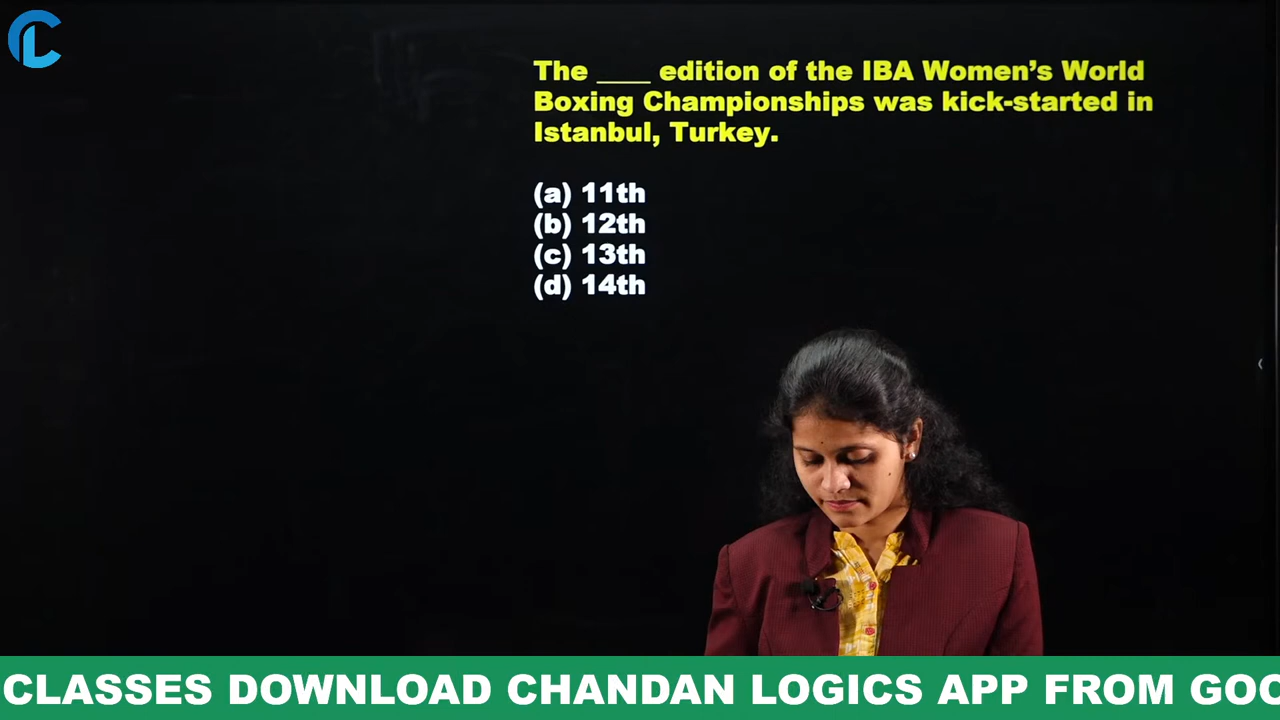 The ____ edition of the IBA Women’s World
Boxing Championships was kick-started in
Istanbul, Turkey.
(a) 11th
(b) 12th
(c) 13th
(d) 14th
CLASSES DOWNLOAD CHANDAN LOGICS APP FROM GOO